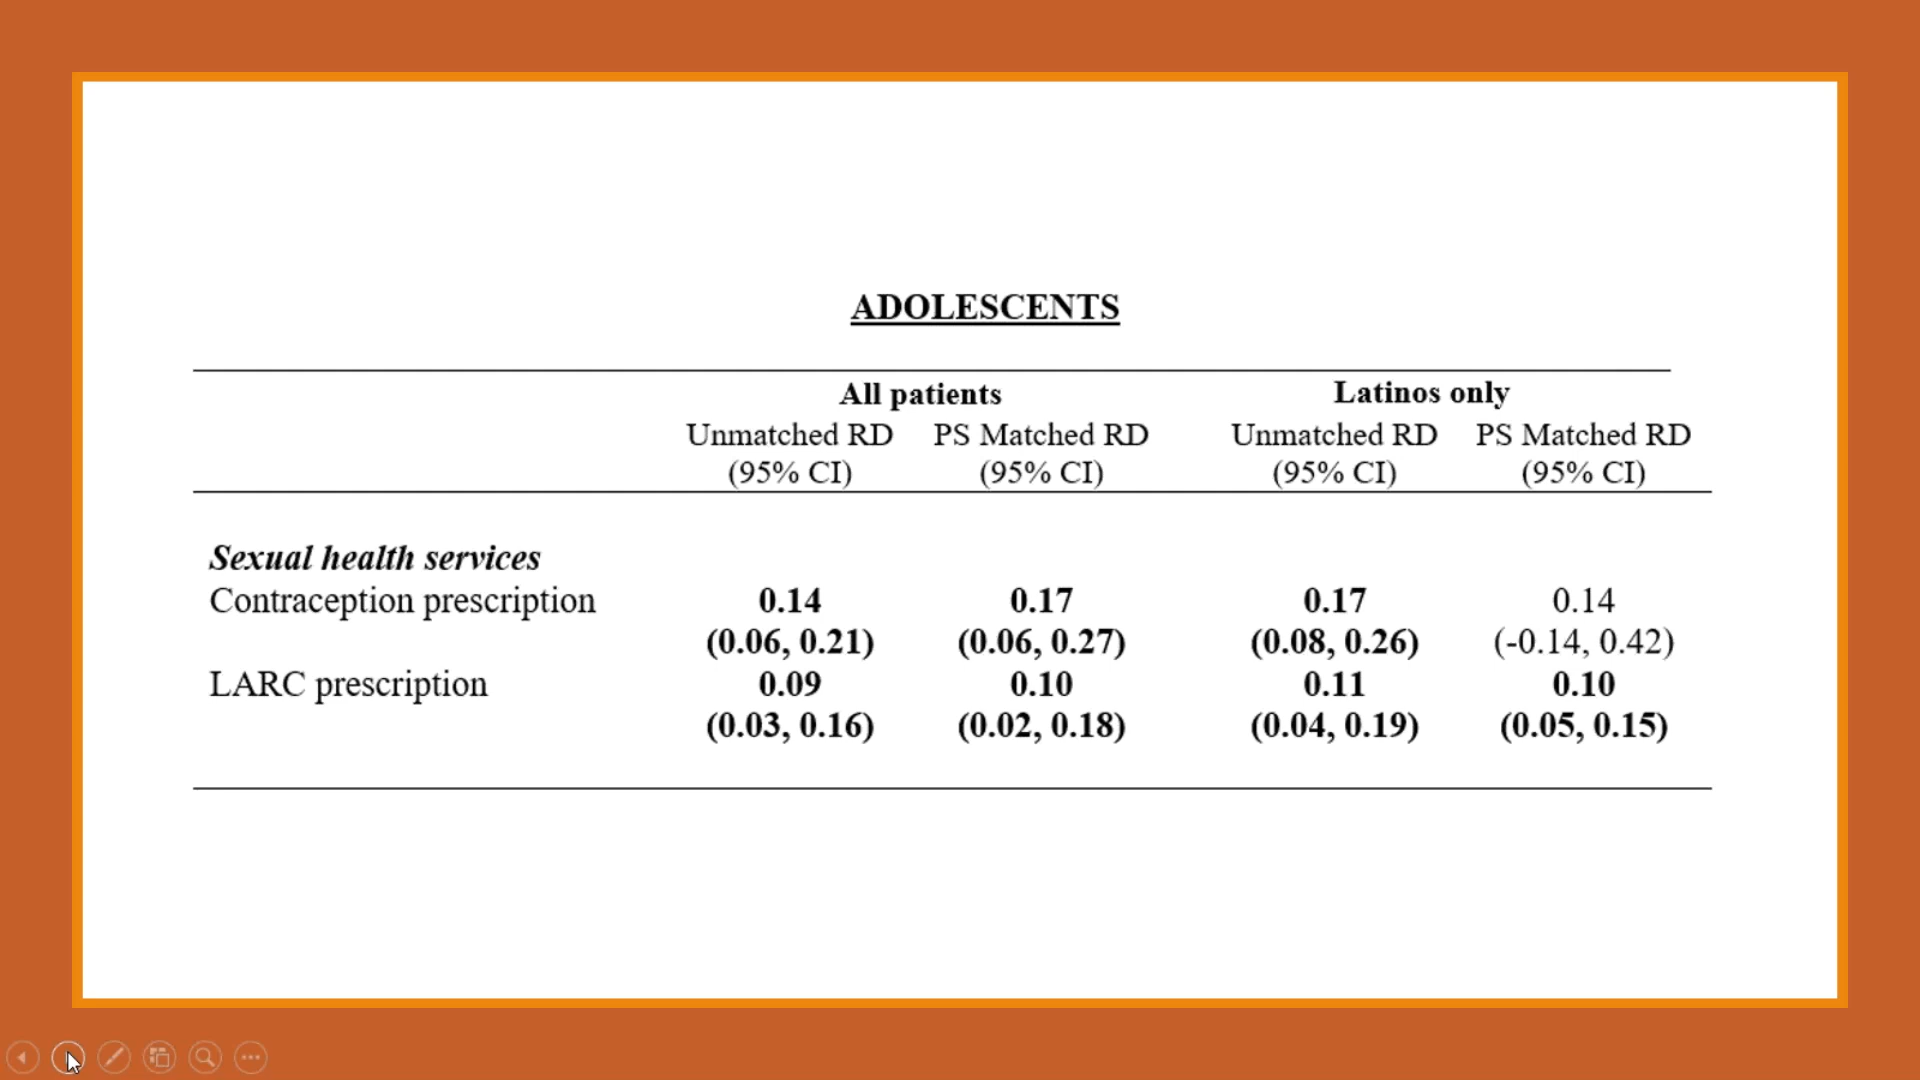 ADOLESCENTS
All patients Latinos only
Unmatched RD PS Matched RD Unmatched RD PS Matched RD
(95% CI) (95% CI) (95% CI) (95% CI)
Sexual health services
Contraception prescription 0.14 0.17 0.17 0.14
(0.06, 0.21) (0.06, 0.27) (0.08, 0.26) (-0.14, 0.42)
LARC prescription 0.09 0.10 0.11 0.10
(0.03, 0.16) (0.02, 0.18) (0.04, 0.19) (0.05, 0.15)